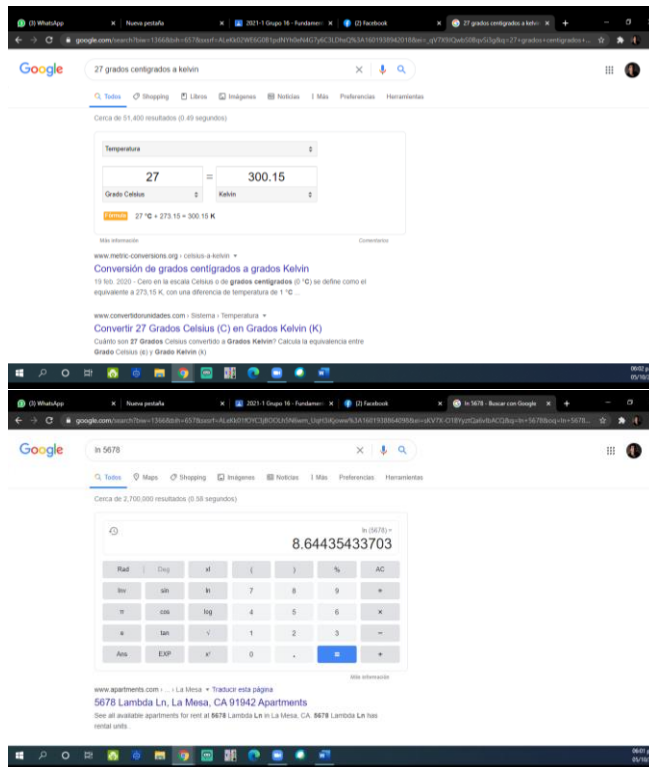 (3) WhatsApp Nueva pestaña 2021-1 Grupo 16 - Fundamen (2) Facebook 27 grados centigrados a kelvin
Google
27 grados centigrados a kelvin
Todos Shopping Libros Imágenes Noticias Más Preferencias Herramientas
Cerca de 51,400 resultados (0.49 segundos)
Temperatura
27 = 300.15
Grado Celsius Kelvin
Fórmula 27 °C + 273.15 = 300.15 K
Más información Comentarios
www.metric-conversions.org › celsius-a-kelvin
Conversión de grados centígrados a grados Kelvin
19 feb. 2020 - Cero en la escala Celsius o de grados centígrados (0 °C) se define como el
equivalente a 273,15 K, con una diferencia de temperatura de 1 °C ...
www.convertidorunidades.com › Sistema › Temperatura
Convertir 27 Grados Celsius (C) en Grados Kelvin (K)
Cuánto son 27 Grados Celsius convertido a Grados Kelvin? Calcula la equivalencia entre
Grado Celsius (c) y Grado Kelvin (k)
06:02 p
05/10/
(3) WhatsApp Nueva pestaña 2021-1 Grupo 16 - Fundamen (2) Facebook ln 5678 - Buscar con Google
Google
ln 5678
Todos Maps Shopping Imágenes Noticias Más Preferencias Herramientas
Cerca de 2,700,000 resultados (0.58 segundos)
ln (5678) =
8.64435433703
Rad Deg x! ( ) % AC
Inv sin ln 7 8 9 ÷
π cos log 4 5 6 ×
e tan √ 1 2 3 −
Ans EXP 0 . = +
Más información
www.apartments.com › ... › La Mesa Traducir esta página
5678 Lambda Ln, La Mesa, CA 91942 Apartments
See all available apartments for rent at 5678 Lambda Ln in La Mesa, CA. 5678 Lambda Ln has
rental units .
06:01 p
05/10/